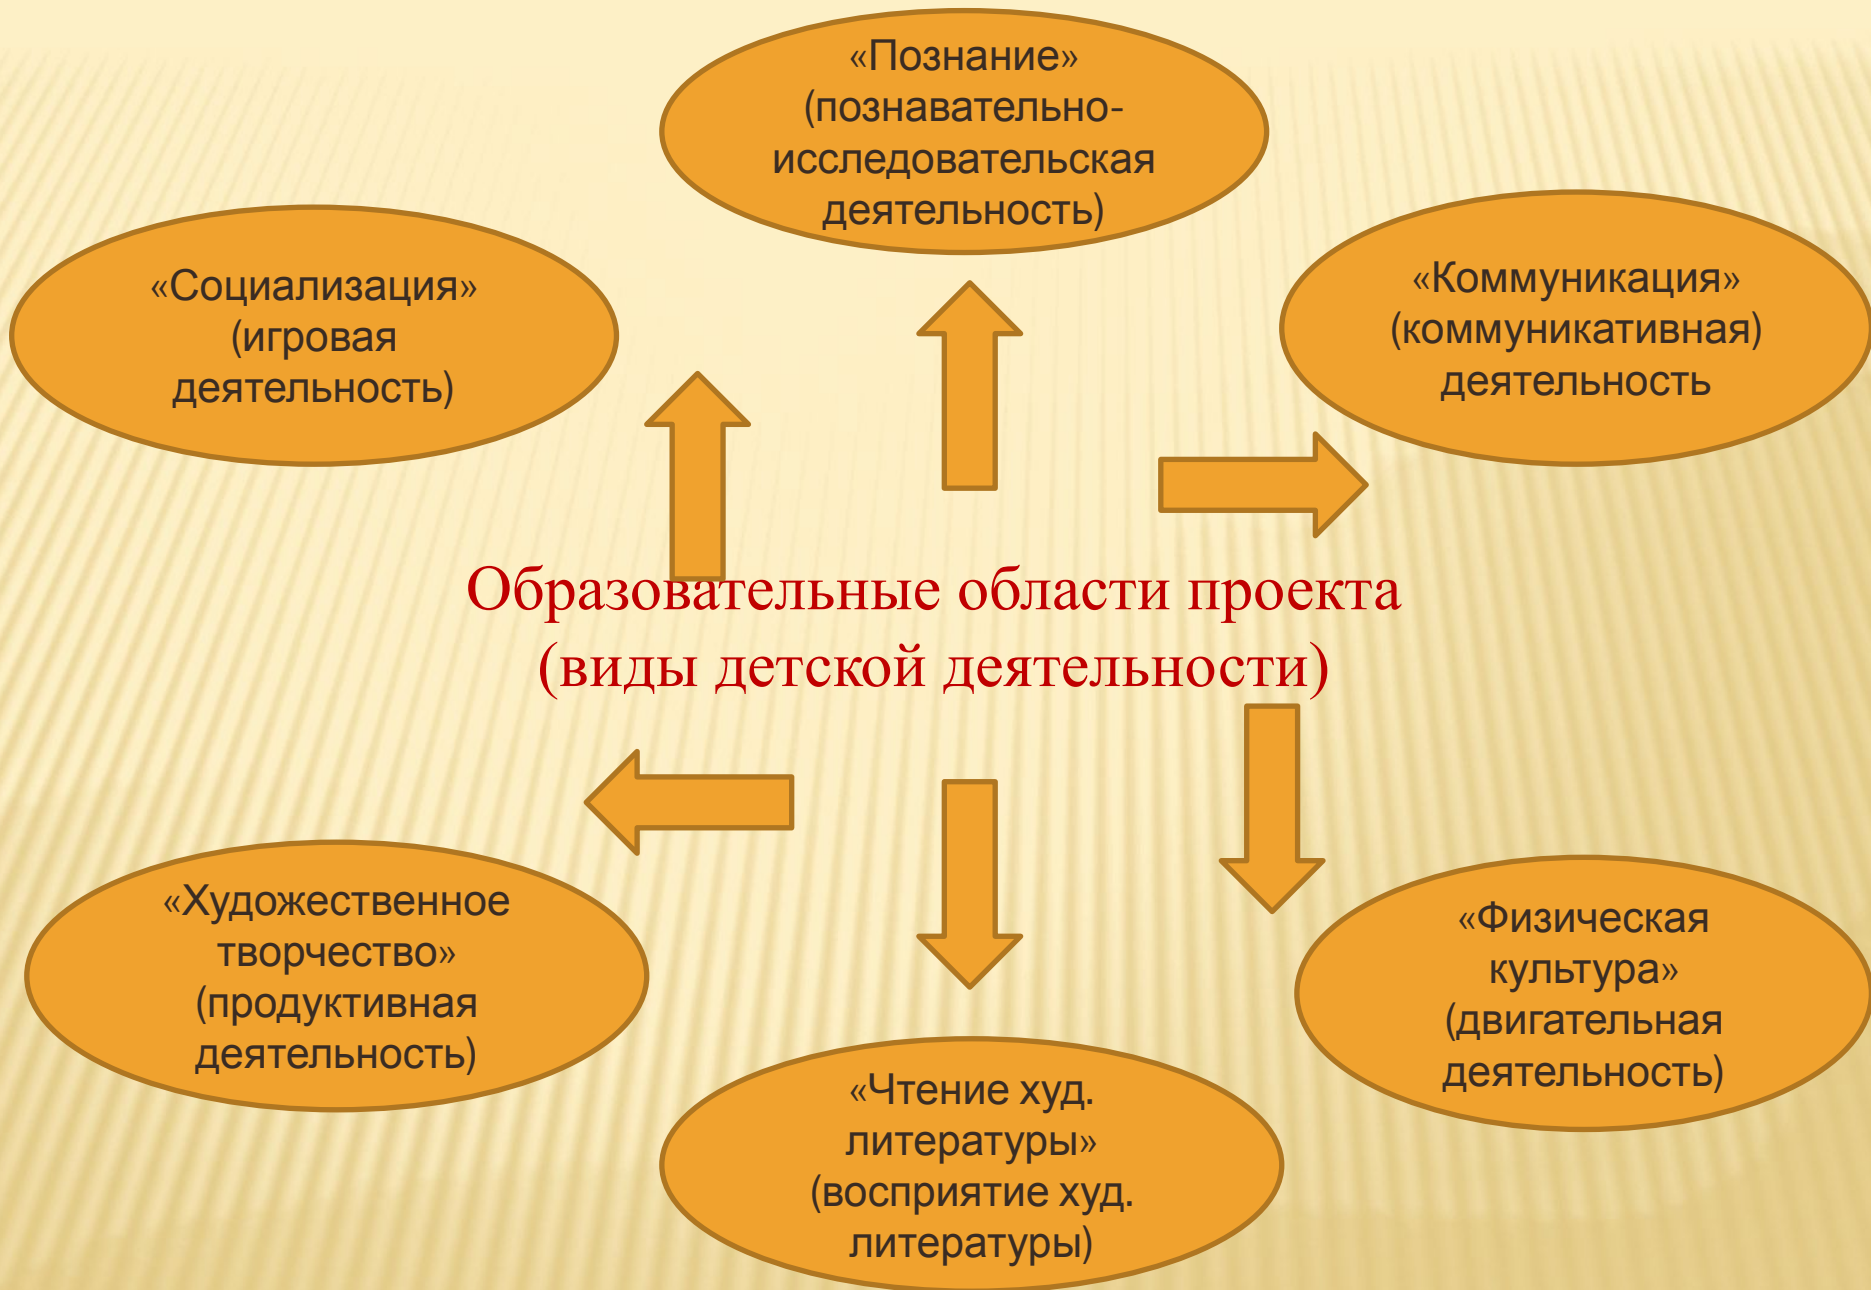 «Познание»
(познавательно-
исследовательская
деятельность)
«Социализация»
(игровая
деятельность)
«Коммуникация»
(коммуникативная)
деятельность
Образовательные области проекта
(виды детской деятельности)
«Художественное
творчество»
(продуктивная
деятельность)
«Чтение худ.
литературы»
(восприятие худ.
литературы)
«Физическая
культура»
(двигательная
деятельность)